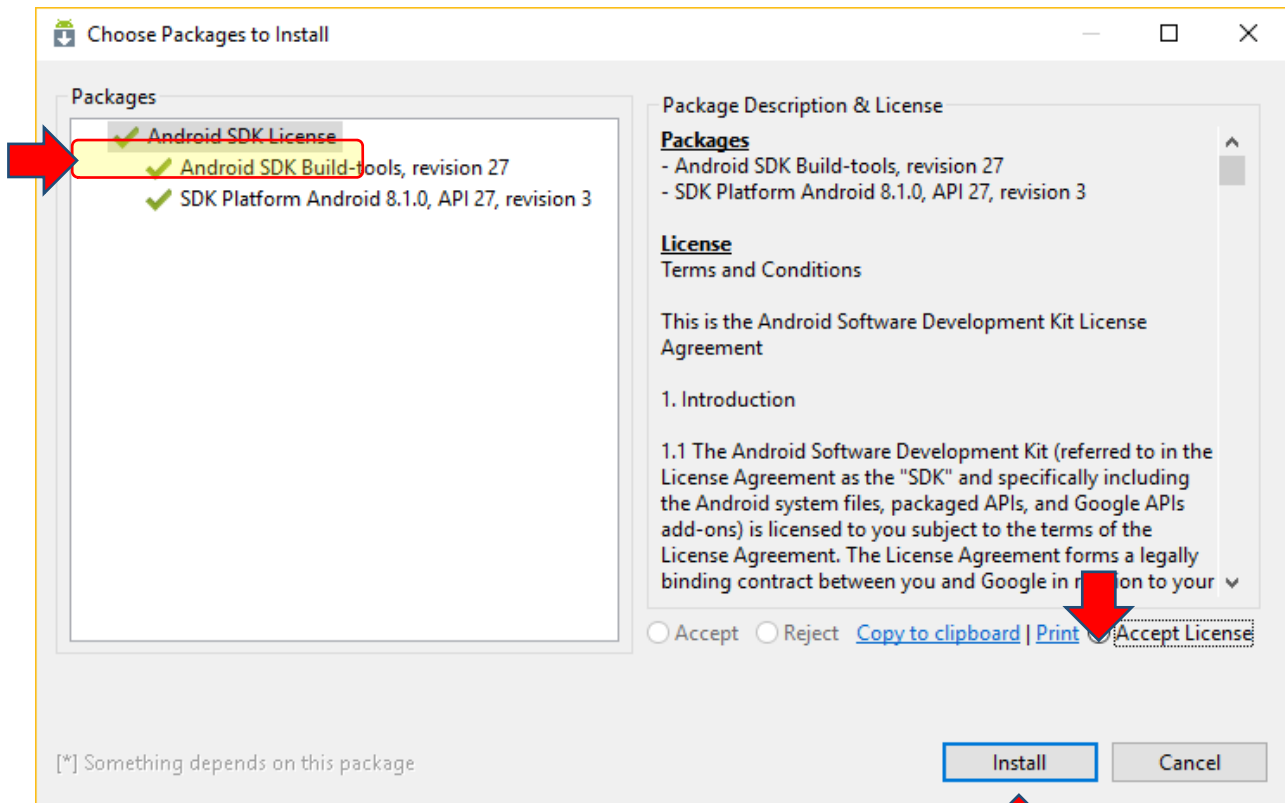 Choose Packages to Install
Packages
Android SDK License
Android SDK Build-tools, revision 27
SDK Platform Android 8.1.0, API 27, revision 3
Package Description & License
Packages
- Android SDK Build-tools, revision 27
- SDK Platform Android 8.1.0, API 27, revision 3
License
Terms and Conditions
This is the Android Software Development Kit License
Agreement
1. Introduction
1.1 The Android Software Development Kit (referred to in the
License Agreement as the "SDK" and specifically including
the Android system files, packaged APIs, and Google APIs
add-ons) is licensed to you subject to the terms of the
License Agreement. The License Agreement forms a legally
binding contract between you and Google in to your
Accept Reject Copy to clipboard | Print Accept License
[*] Something depends on this package
Install Cancel